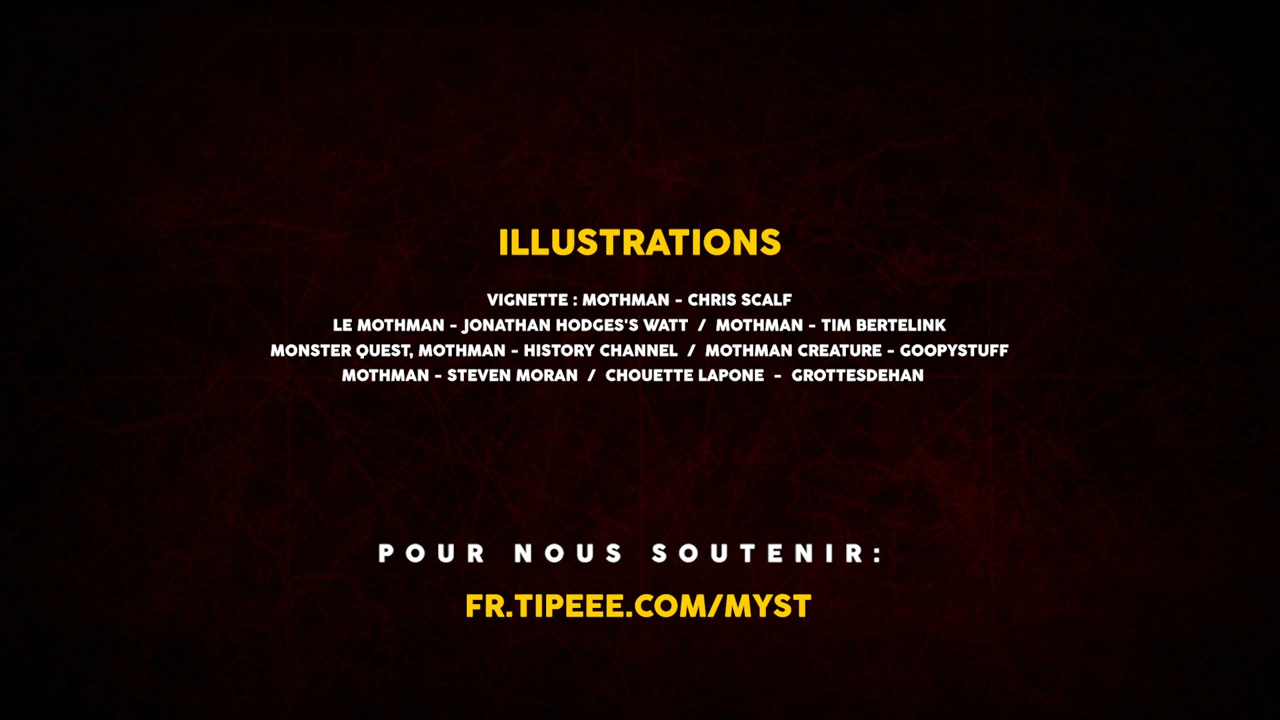 ILLUSTRATIONS
VIGNETTE : MOTHMAN - CHRIS SCALF
LE MOTHMAN - JONATHAN HODGES'S WATT / MOTHMAN - TIM BERTELINK
MONSTER QUEST, MOTHMAN - HISTORY CHANNEL / MOTHMAN CREATURE - GOOPYSTUFF
MOTHMAN - STEVEN MORAN / CHOUETTE LAPONE - GROTTESDEHAN
POUR NOUS SOUTENIR:
FR.TIPEEE.COM/MYST